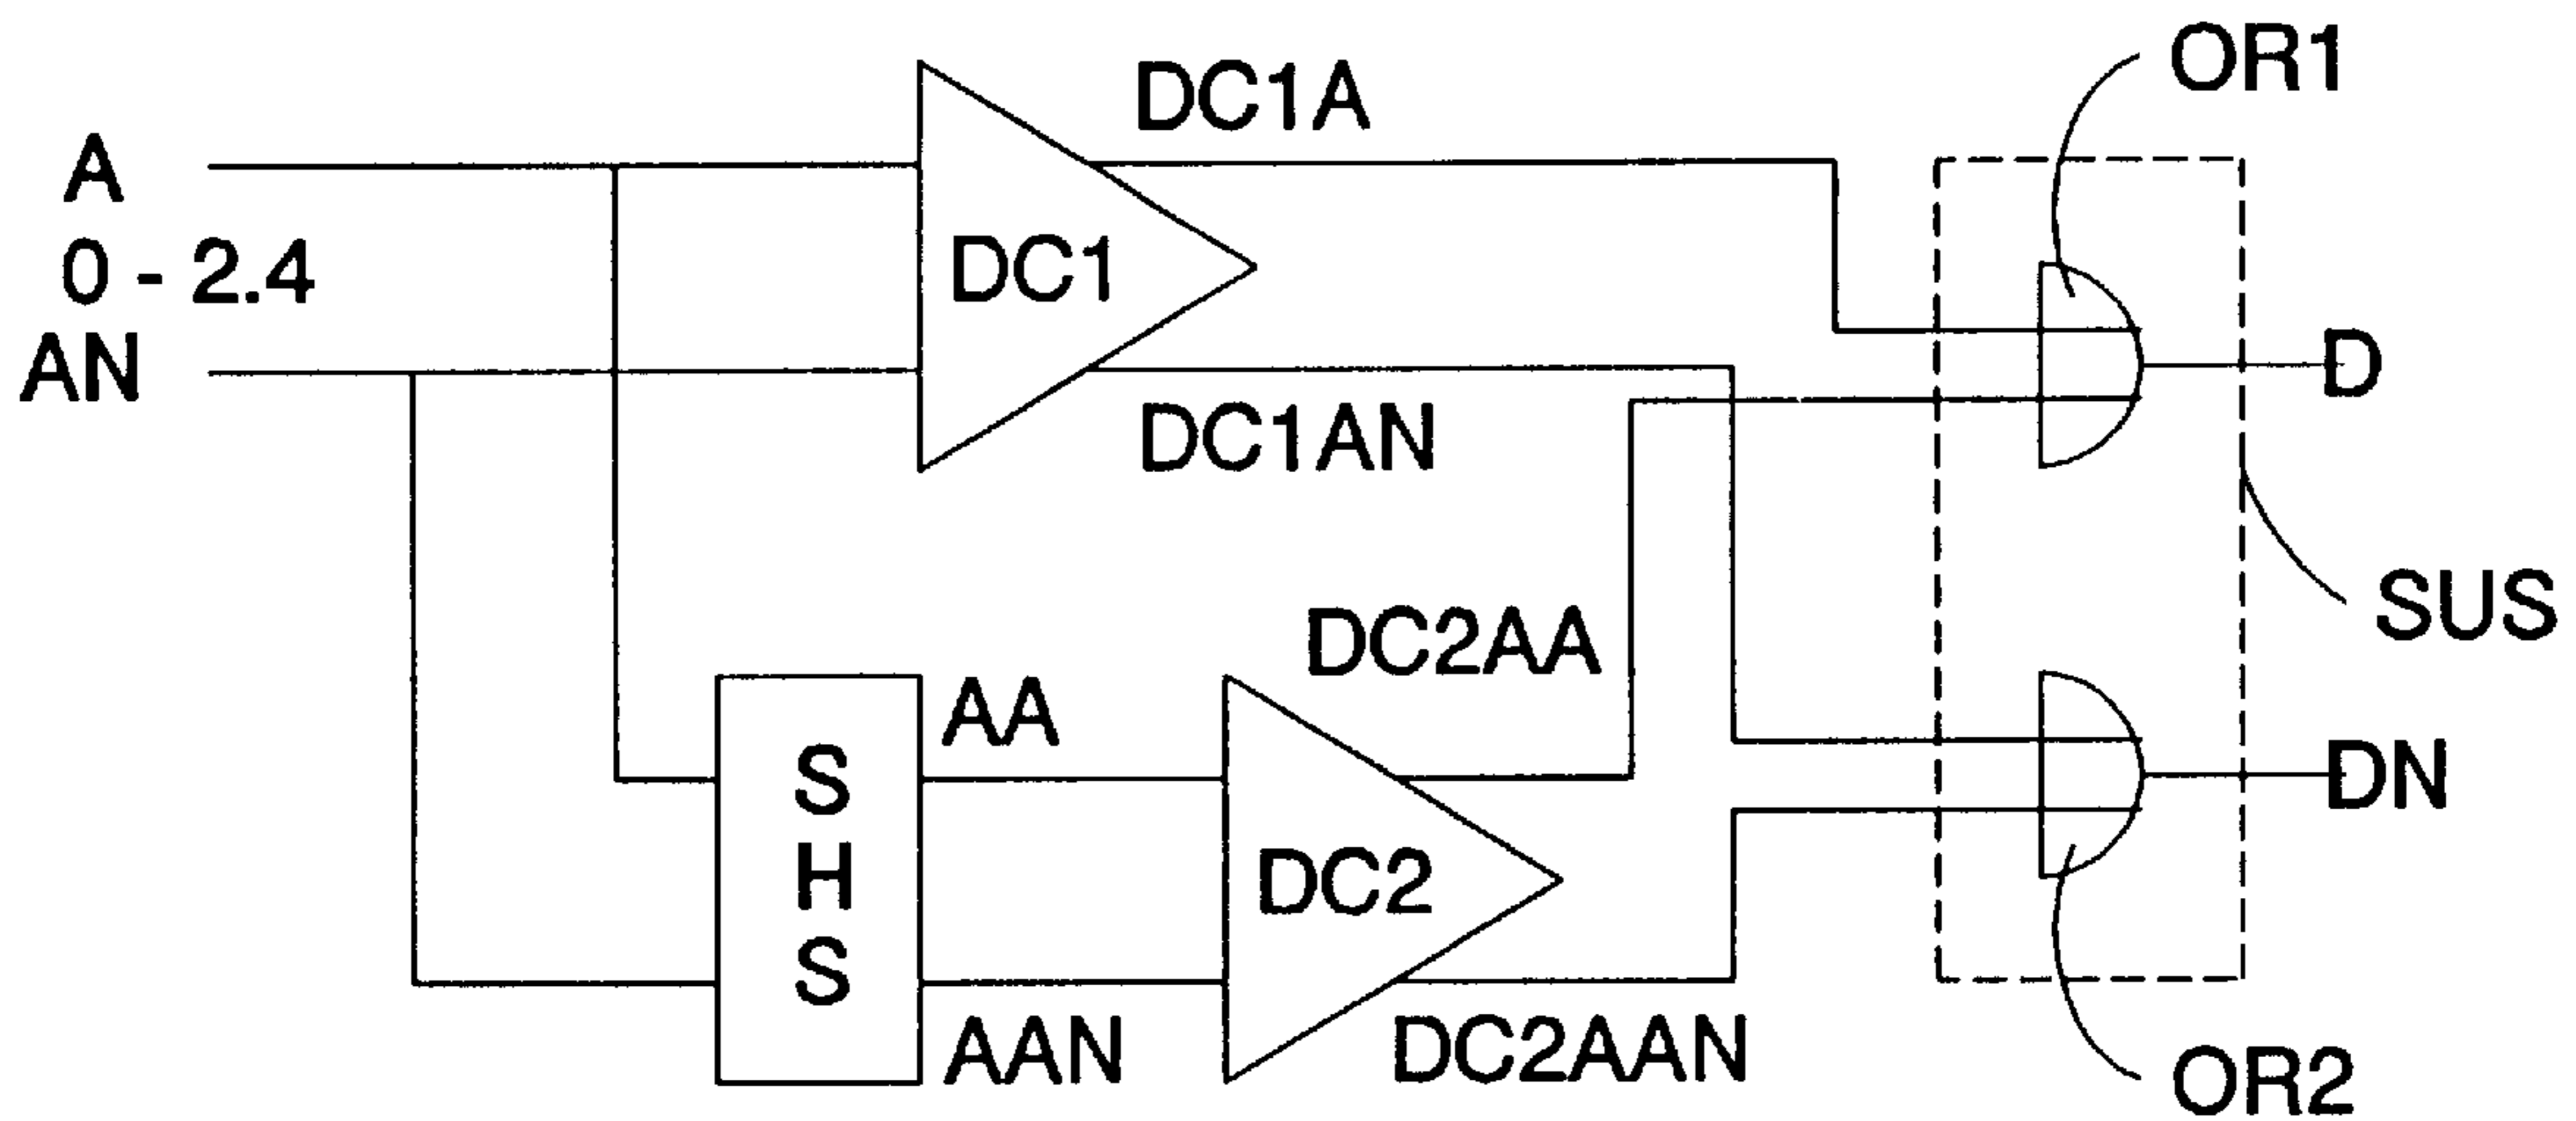 OR1
DC1A
A
0 - 2.4
DC1
AN
D
DC1AN
SUS
DC2AA
AA
S
H
S
DN
DC2
AAN
DC2AAN
OR2